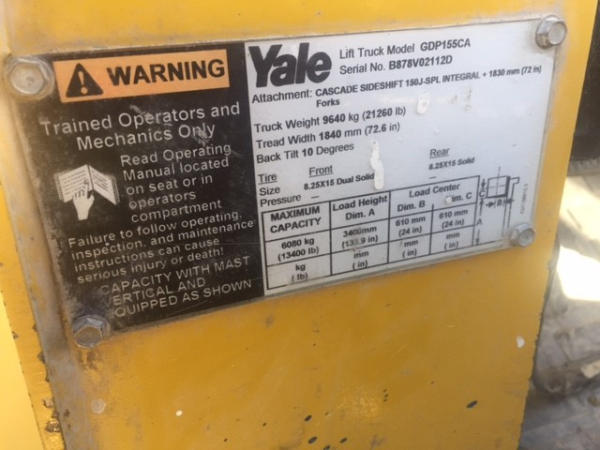 WARNING
Trained Operators and
Mechanics Only
Read Operating
Manual located
on seat or in
operators
compartment
Failure to follow operating,
inspection, and maintenance
instructions can cause
serious injury or death!
CAPACITY WITH MAST
VERTICAL AND
EQUIPPED AS SHOWN
Yale Lift Truck Model GDP155CA
Serial No. B878V02112D
Attachment: CASCADE SIDESHIFT 150J-SPL INTEGRAL + 1830 mm (72 in)
Forks
Truck Weight 9640 kg (21260 lb)
Tread Width 1840 mm (72.6 in)
Back Tilt 10 Degrees
Tire Front Rear
Size 8.25X15 Dual Solid 8.25X15 Solid
Pressure — —
MAXIMUM CAPACITY Load Height Dim. A Load Center Dim. B Dim. C
6080 kg 3400mm 610 mm 610 mm
(13400 lb) (133.9 in) (24 in) (24 in)
kg mm mm mm
(lb) (in) (in) (in)
C
B
A